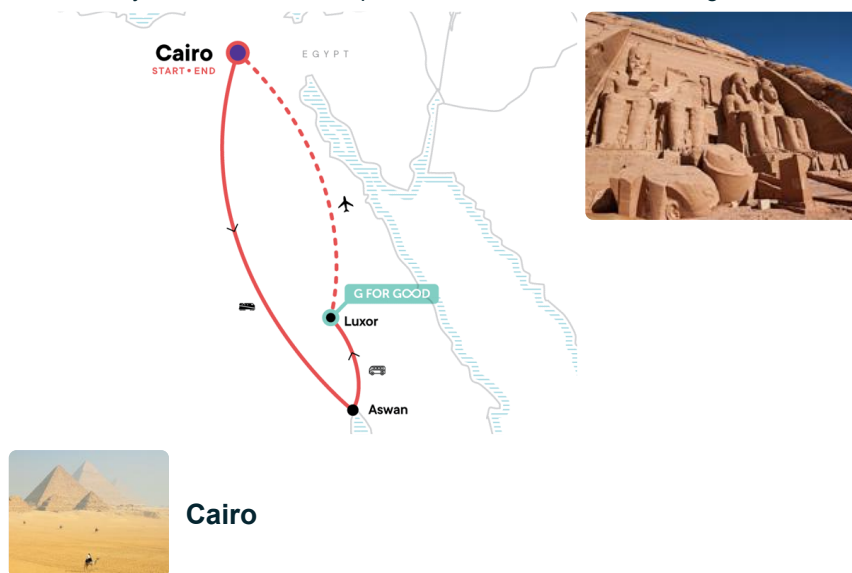 Cairo
START • END
EGYPT
G FOR GOOD
Luxor
Aswan
Cairo